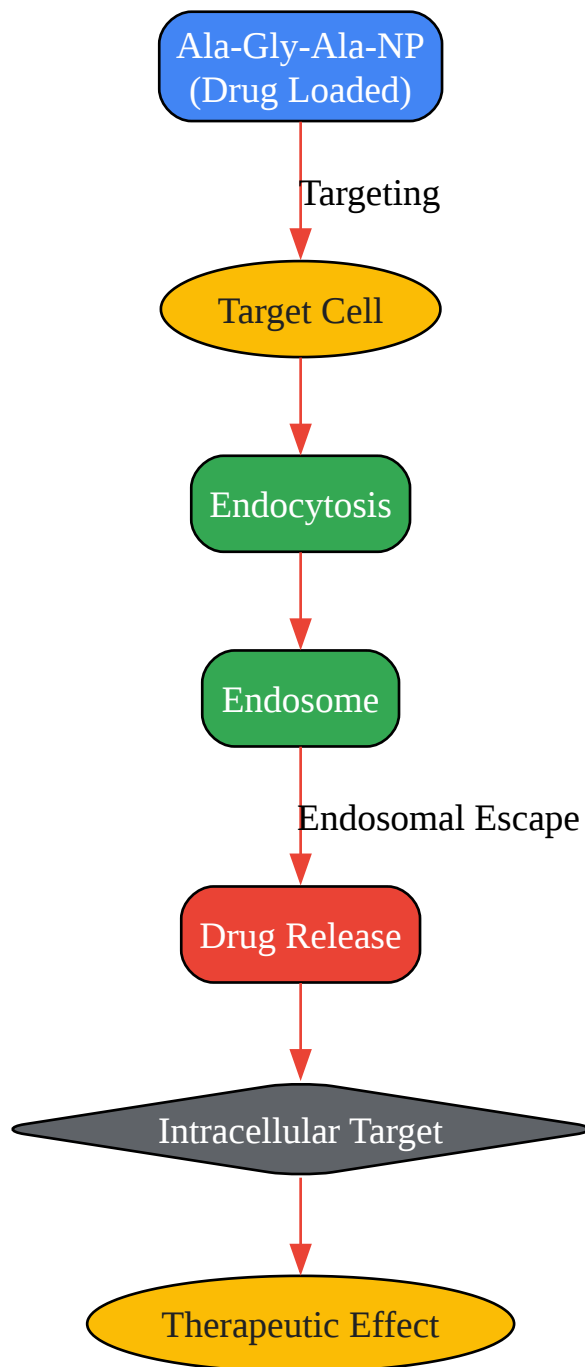 Ala-Gly-Ala-NP
(Drug Loaded)
Targeting
Target Cell
Endocytosis
Endosome
Endosomal Escape
Drug Release
Intracellular Target
Therapeutic Effect